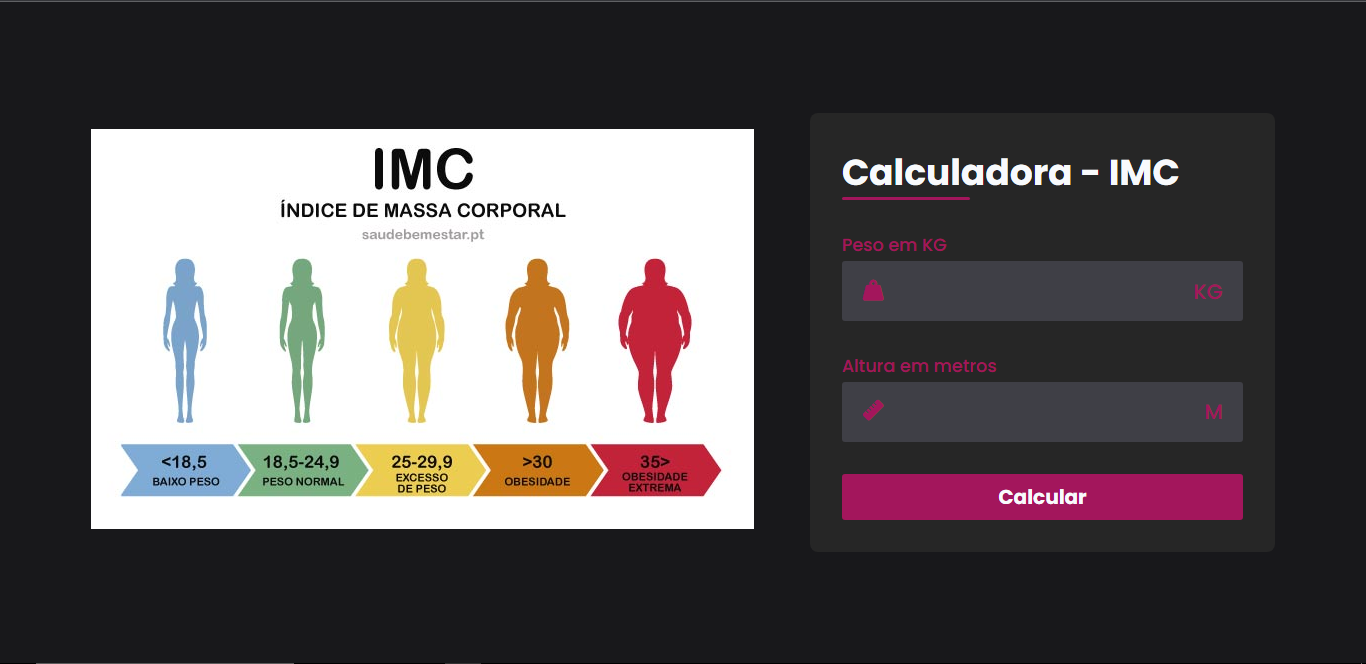 IMC
ÍNDICE DE MASSA CORPORAL
saudebemestar.pt
<18,5
BAIXO PESO
18,5-24,9
PESO NORMAL
25-29,9
EXCESSO
DE PESO
>30
OBESIDADE
35>
OBESIDADE
EXTREMA
Calculadora - IMC
Peso em KG
KG
Altura em metros
M
Calcular